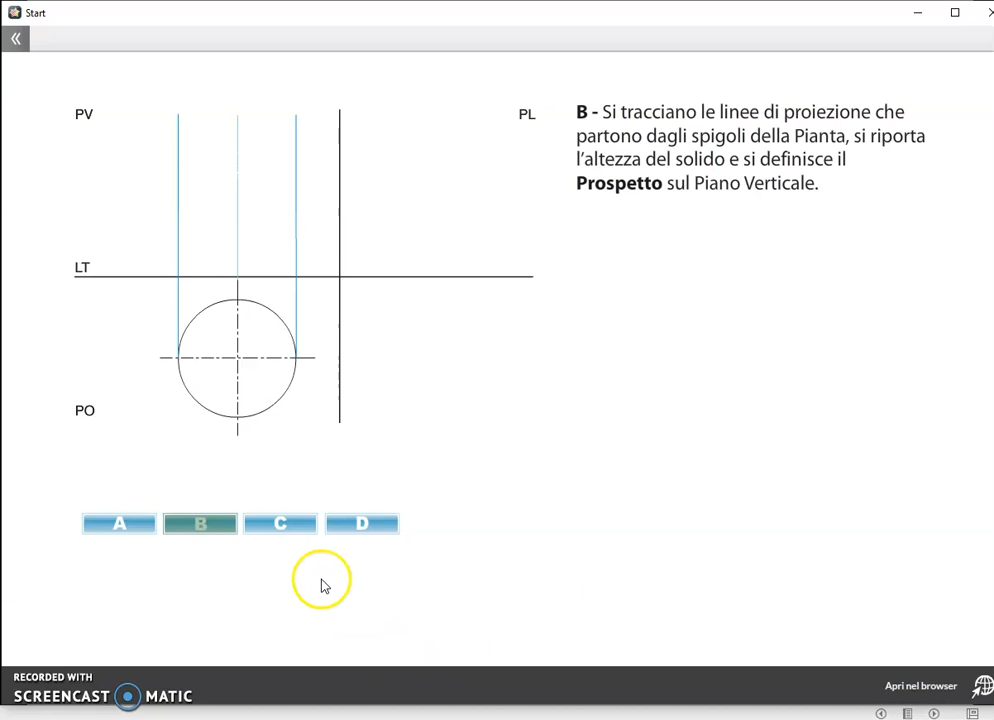 Start
PV
PL
B - Si tracciano le linee di proiezione che
partono dagli spigoli della Pianta, si riporta
l'altezza del solido e si definisce il
Prospetto sul Piano Verticale.
LT
PO
A B C D
RECORDED WITH
SCREENCAST MATIC
Apri nel browser